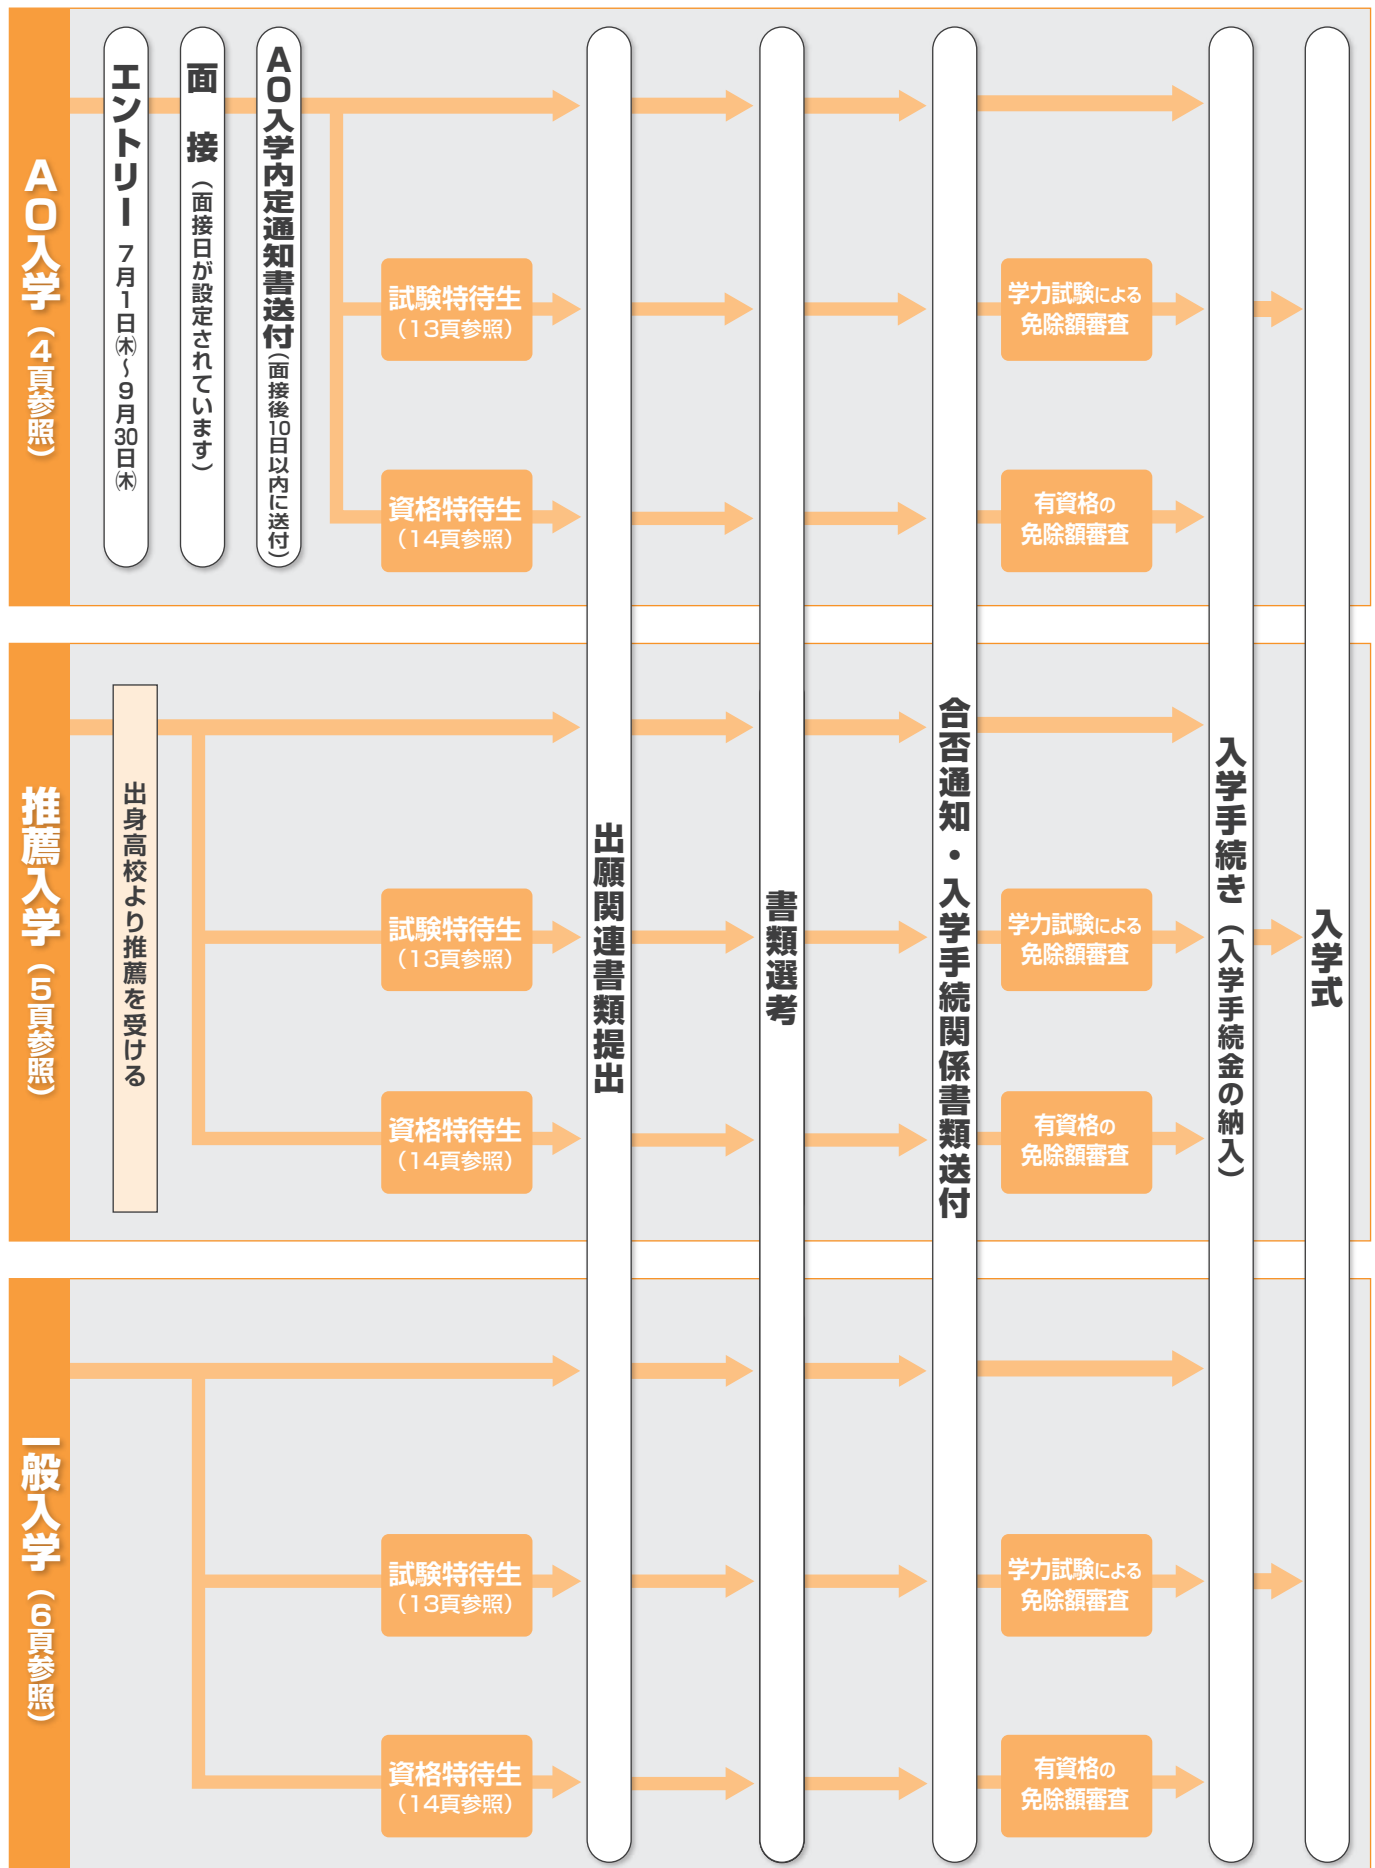 AO入学(4頁参照)
エントリー 7月1日㈭～9月30日㈭
面 接(面接日が設定されています)
AO入学内定通知書送付(面接後10日以内に送付)
試験特待生
(13頁参照)
資格特待生
(14頁参照)
学力試験による
免除額審査
有資格の
免除額審査
推薦入学(5頁参照)
出身高校より推薦を受ける
試験特待生
(13頁参照)
資格特待生
(14頁参照)
学力試験による
免除額審査
有資格の
免除額審査
一般入学(6頁参照)
試験特待生
(13頁参照)
資格特待生
(14頁参照)
学力試験による
免除額審査
有資格の
免除額審査
出願関連書類提出
書類選考
合否通知・入学手続関係書類送付
入学手続き(入学手続金の納入)
入学式